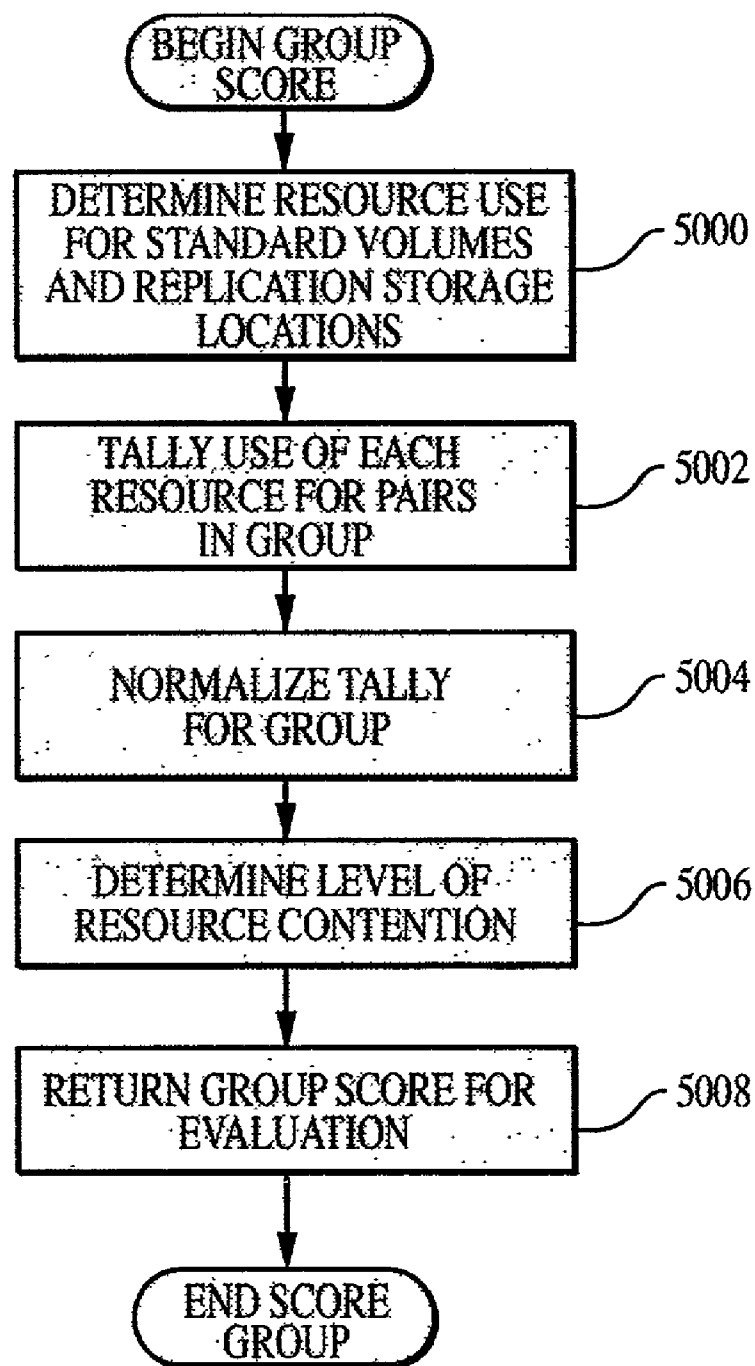 BEGIN GROUP
SCORE
DETERMINE RESOURCE USE
FOR STANDARD VOLUMES
AND REPLICATION STORAGE
LOCATIONS
5000
TALLY USE OF EACH
RESOURCE FOR PAIRS
IN GROUP
5002
NORMALIZE TALLY
FOR GROUP
5004
DETERMINE LEVEL OF
RESOURCE CONTENTION
5006
RETURN GROUP SCORE FOR
EVALUATION
5008
END SCORE
GROUP